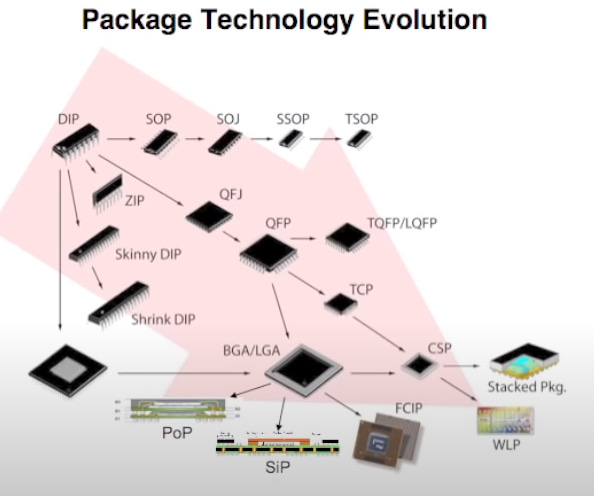 Package Technology Evolution
DIP
SOP
SOJ
SSOP
TSOP
ZIP
QFJ
QFP
TQFP/LQFP
Skinny DIP
TCP
Shrink DIP
BGA/LGA
CSP
Stacked Pkg.
PoP
FCIP
SiP
WLP